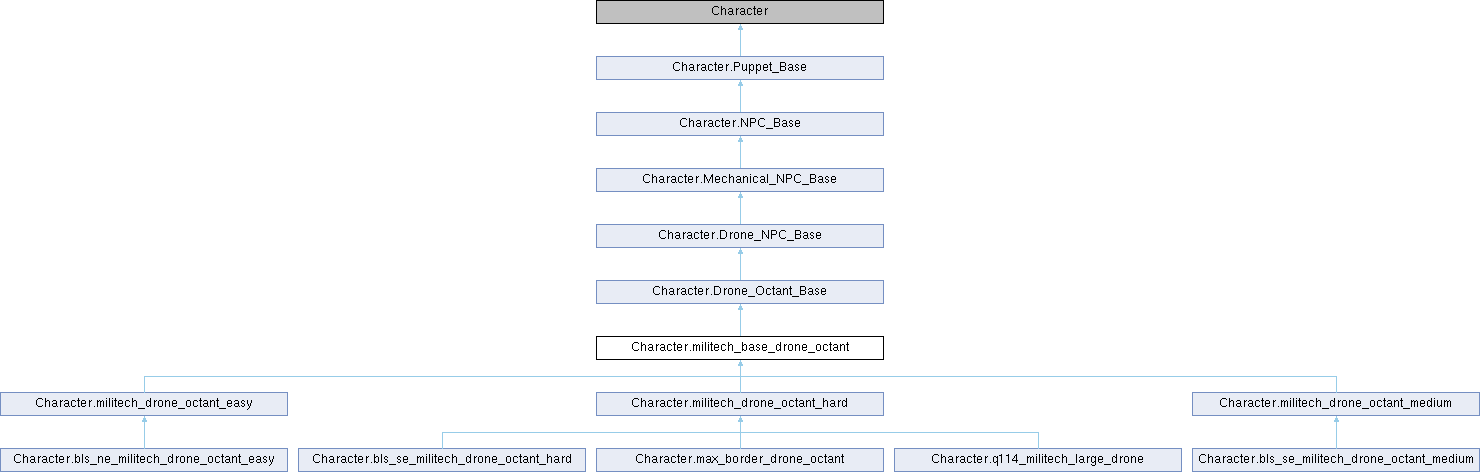 Character
Character.Puppet_Base
Character.NPC_Base
Character.Mechanical_NPC_Base
Character.Drone_NPC_Base
Character.Drone_Octant_Base
Character.militech_base_drone_octant
Character.militech_drone_octant_easy
Character.militech_drone_octant_hard
Character.militech_drone_octant_medium
Character.bls_ne_militech_drone_octant_easy
Character.bls_se_militech_drone_octant_hard
Character.max_border_drone_octant
Character.q114_militech_large_drone
Character.bls_se_militech_drone_octant_medium